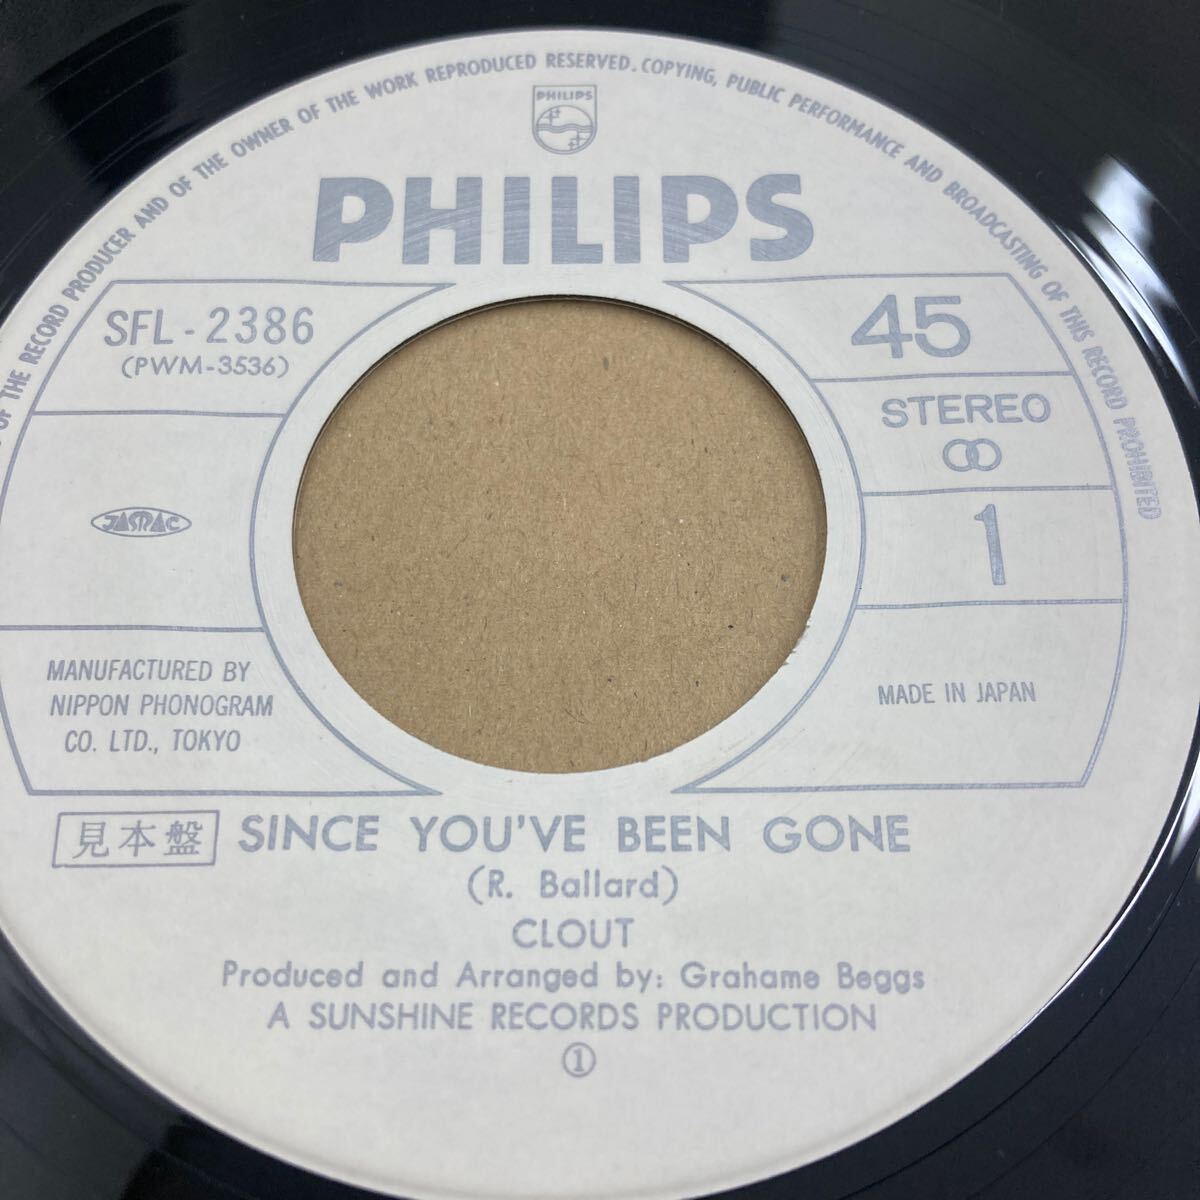 OF THE RECORD PRODUCER AND OF THE OWNER OF THE WORK REPRODUCED RESERVED. COPYING, PUBLIC PERFORMANCE AND BROADCASTING OF THIS RECORD PROHIBITED
PHILIPS
PHILIPS
SFL-2386
(PWM-3536)
45
STEREO
1
JASRAC
MANUFACTURED BY
NIPPON PHONOGRAM
CO. LTD., TOKYO
MADE IN JAPAN
見本盤 SINCE YOU'VE BEEN GONE
(R. Ballard)
CLOUT
Produced and Arranged by: Grahame Beggs
A SUNSHINE RECORDS PRODUCTION
①